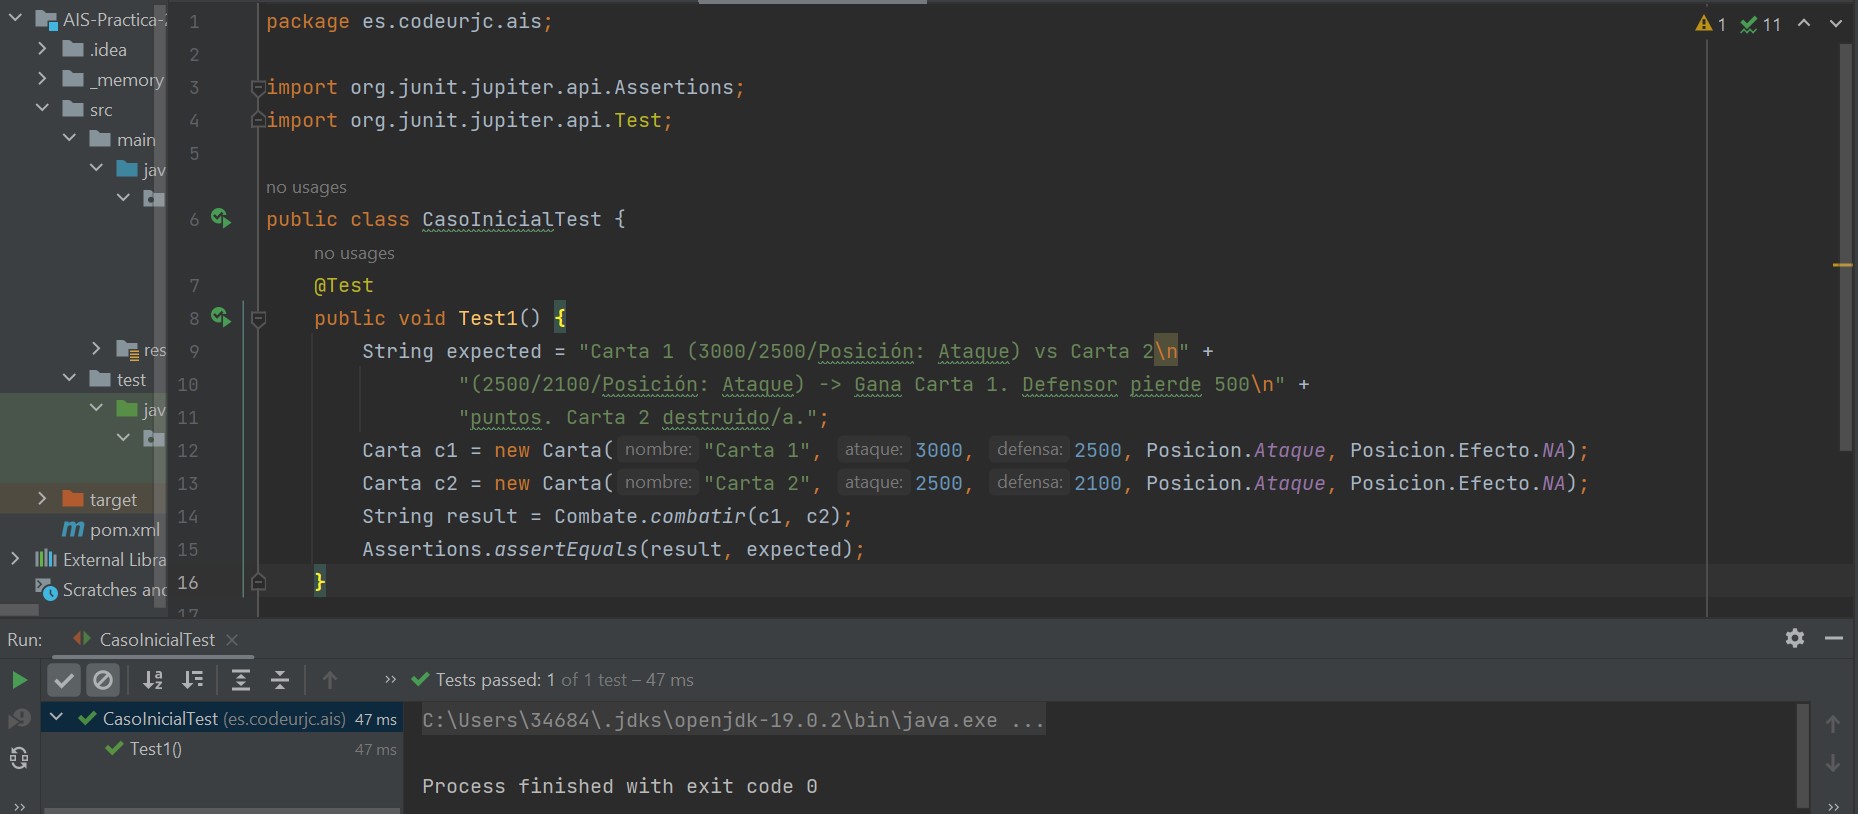 AIS-Practica-
.idea
_memory
src
main
jav
res
test
jav
target
pom.xml
External Libra
Scratches and
1 package es.codeurjc.ais;
2
3 import org.junit.jupiter.api.Assertions;
4 import org.junit.jupiter.api.Test;
5
no usages
6 public class CasoInicialTest {
no usages
7 @Test
8 public void Test1() {
9 String expected = "Carta 1 (3000/2500/Posición: Ataque) vs Carta 2\n" +
10 "(2500/2100/Posición: Ataque) -> Gana Carta 1. Defensor pierde 500\n" +
11 "puntos. Carta 2 destruido/a.";
12 Carta c1 = new Carta( nombre: "Carta 1", ataque: 3000, defensa: 2500, Posicion.Ataque, Posicion.Efecto.NA);
13 Carta c2 = new Carta( nombre: "Carta 2", ataque: 2500, defensa: 2100, Posicion.Ataque, Posicion.Efecto.NA);
14 String result = Combate.combatir(c1, c2);
15 Assertions.assertEquals(result, expected);
16 }
17
1 11
Run: CasoInicialTest
Tests passed: 1 of 1 test – 47 ms
CasoInicialTest (es.codeurjc.ais) 47 ms
Test1() 47 ms
C:\Users\34684\.jdks\openjdk-19.0.2\bin\java.exe ...
Process finished with exit code 0